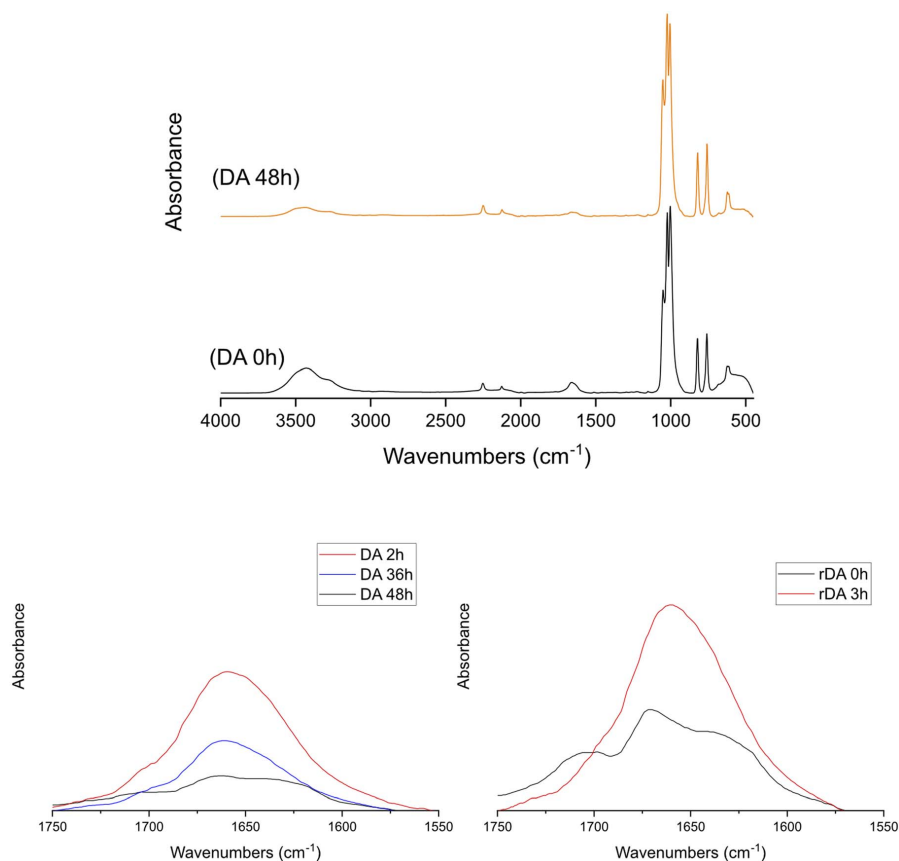 Absorbance
(DA 48h)
(DA 0h)
4000 3500 3000 2500 2000 1500 1000 500
Wavenumbers (cm⁻¹)
DA 2h
DA 36h
DA 48h
Absorbance
1750 1700 1650 1600 1550
Wavenumbers (cm⁻¹)
rDA 0h
rDA 3h
Absorbance
1750 1700 1650 1600 1550
Wavenumbers (cm⁻¹)